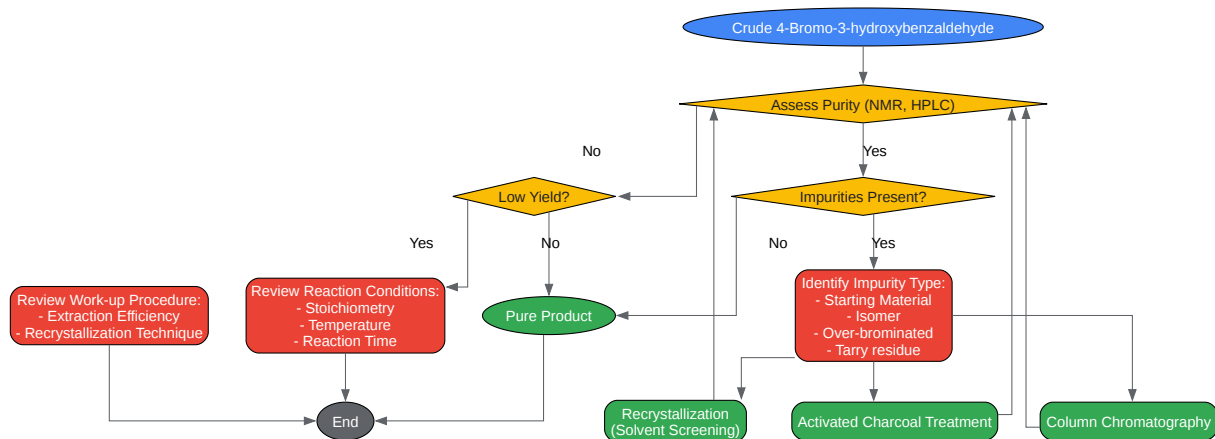 Crude 4-Bromo-3-hydroxybenzaldehyde
Assess Purity (NMR, HPLC)
No
Yes
Low Yield?
Impurities Present?
Yes
No
No
Yes
Review Work-up Procedure:
- Extraction Efficiency
- Recrystallization Technique
Review Reaction Conditions:
- Stoichiometry
- Temperature
- Reaction Time
Pure Product
Identify Impurity Type:
- Starting Material
- Isomer
- Over-brominated
- Tarry residue
End
Recrystallization
(Solvent Screening)
Activated Charcoal Treatment
Column Chromatography